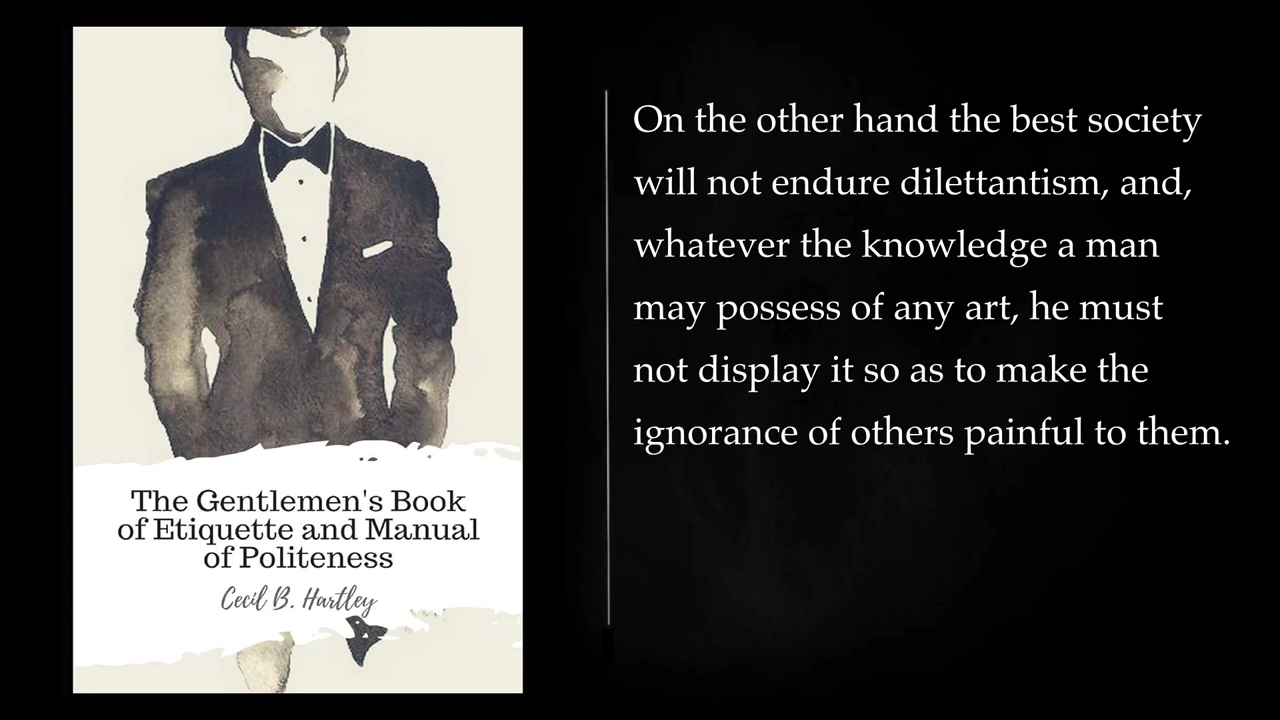 The Gentlemen's Book
of Etiquette and Manual
of Politeness
Cecil B. Hartley
On the other hand the best society
will not endure dilettantism, and,
whatever the knowledge a man
may possess of any art, he must
not display it so as to make the
ignorance of others painful to them.